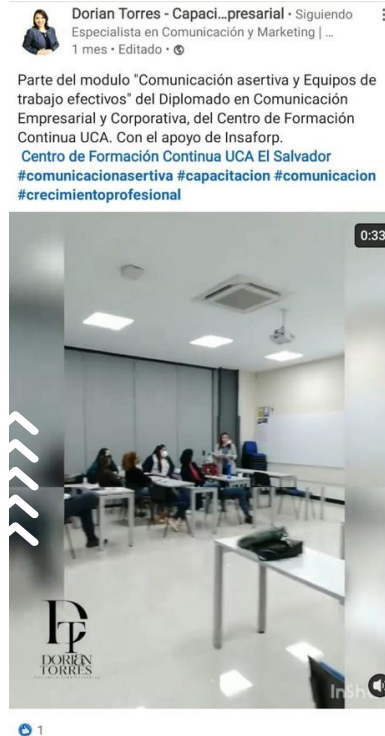 Dorian Torres - Capaci...presarial • Siguiendo
Especialista en Comunicación y Marketing | ...
1 mes • Editado •
Parte del modulo "Comunicación asertiva y Equipos de
trabajo efectivos" del Diplomado en Comunicación
Empresarial y Corporativa, del Centro de Formación
Continua UCA. Con el apoyo de Insaforp.
Centro de Formación Continua UCA El Salvador
#comunicacionasertiva #capacitacion #comunicacion
#crecimientoprofesional
0:33
DT
DORIAN
TORRES
InSh
1